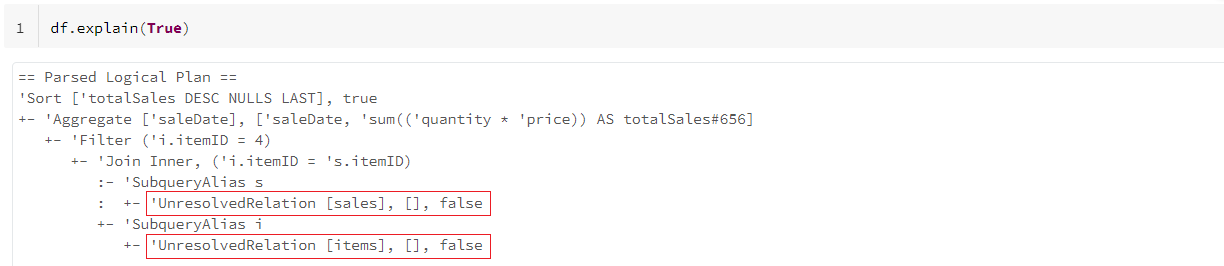 1 df.explain(True)
== Parsed Logical Plan ==
'Sort ['totalSales DESC NULLS LAST], true
+- 'Aggregate ['saleDate], ['saleDate, 'sum(('quantity * 'price)) AS totalSales#656]
   +- 'Filter ('i.itemID = 4)
      +- 'Join Inner, ('i.itemID = 's.itemID)
         :- 'SubqueryAlias s
         :  +- 'UnresolvedRelation [sales], [], false
         +- 'SubqueryAlias i
            +- 'UnresolvedRelation [items], [], false